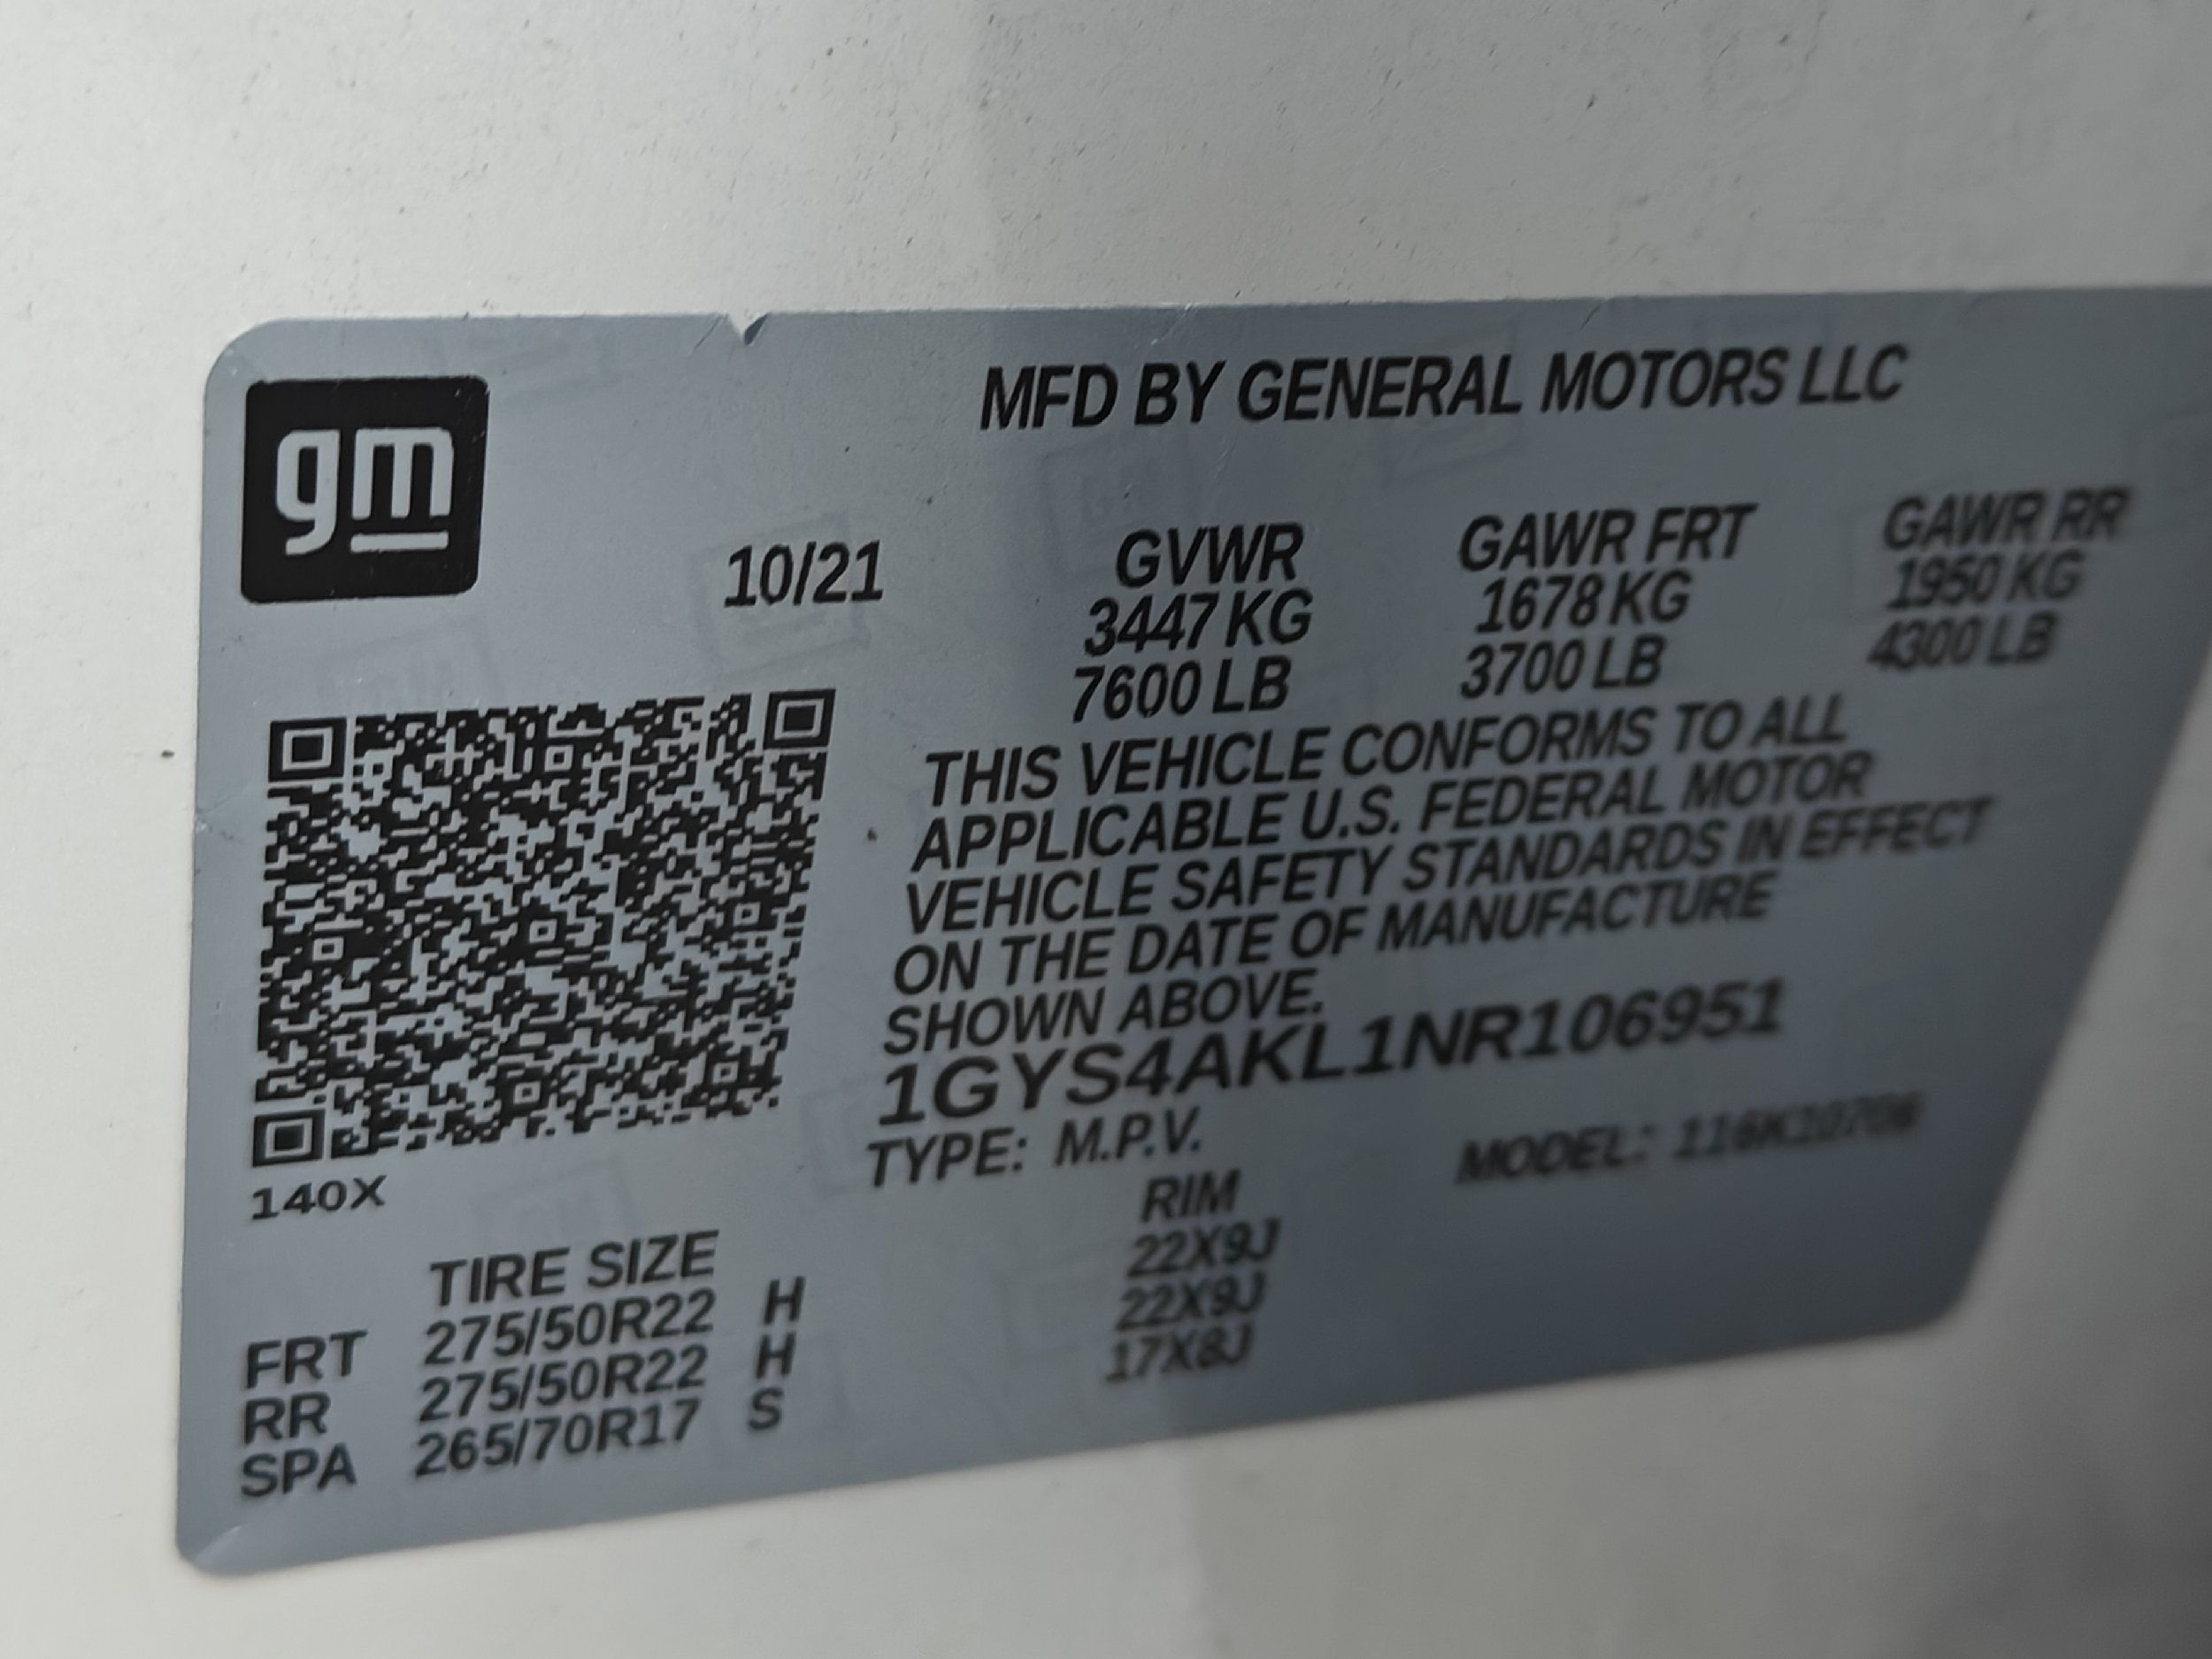 gm
MFD BY GENERAL MOTORS LLC
10/21
GVWR GAWR FRT GAWR RR
3447 KG 1678 KG 1950 KG
7600 LB 3700 LB 4300 LB
THIS VEHICLE CONFORMS TO ALL
APPLICABLE U.S. FEDERAL MOTOR
VEHICLE SAFETY STANDARDS IN EFFECT
ON THE DATE OF MANUFACTURE
SHOWN ABOVE.
1GYS4AKL1NR106951
TYPE: M.P.V. MODEL: 116K10706
140X
TIRE SIZE RIM
FRT 275/50R22 H 22X9J
RR 275/50R22 H 22X9J
SPA 265/70R17 S 17X8J